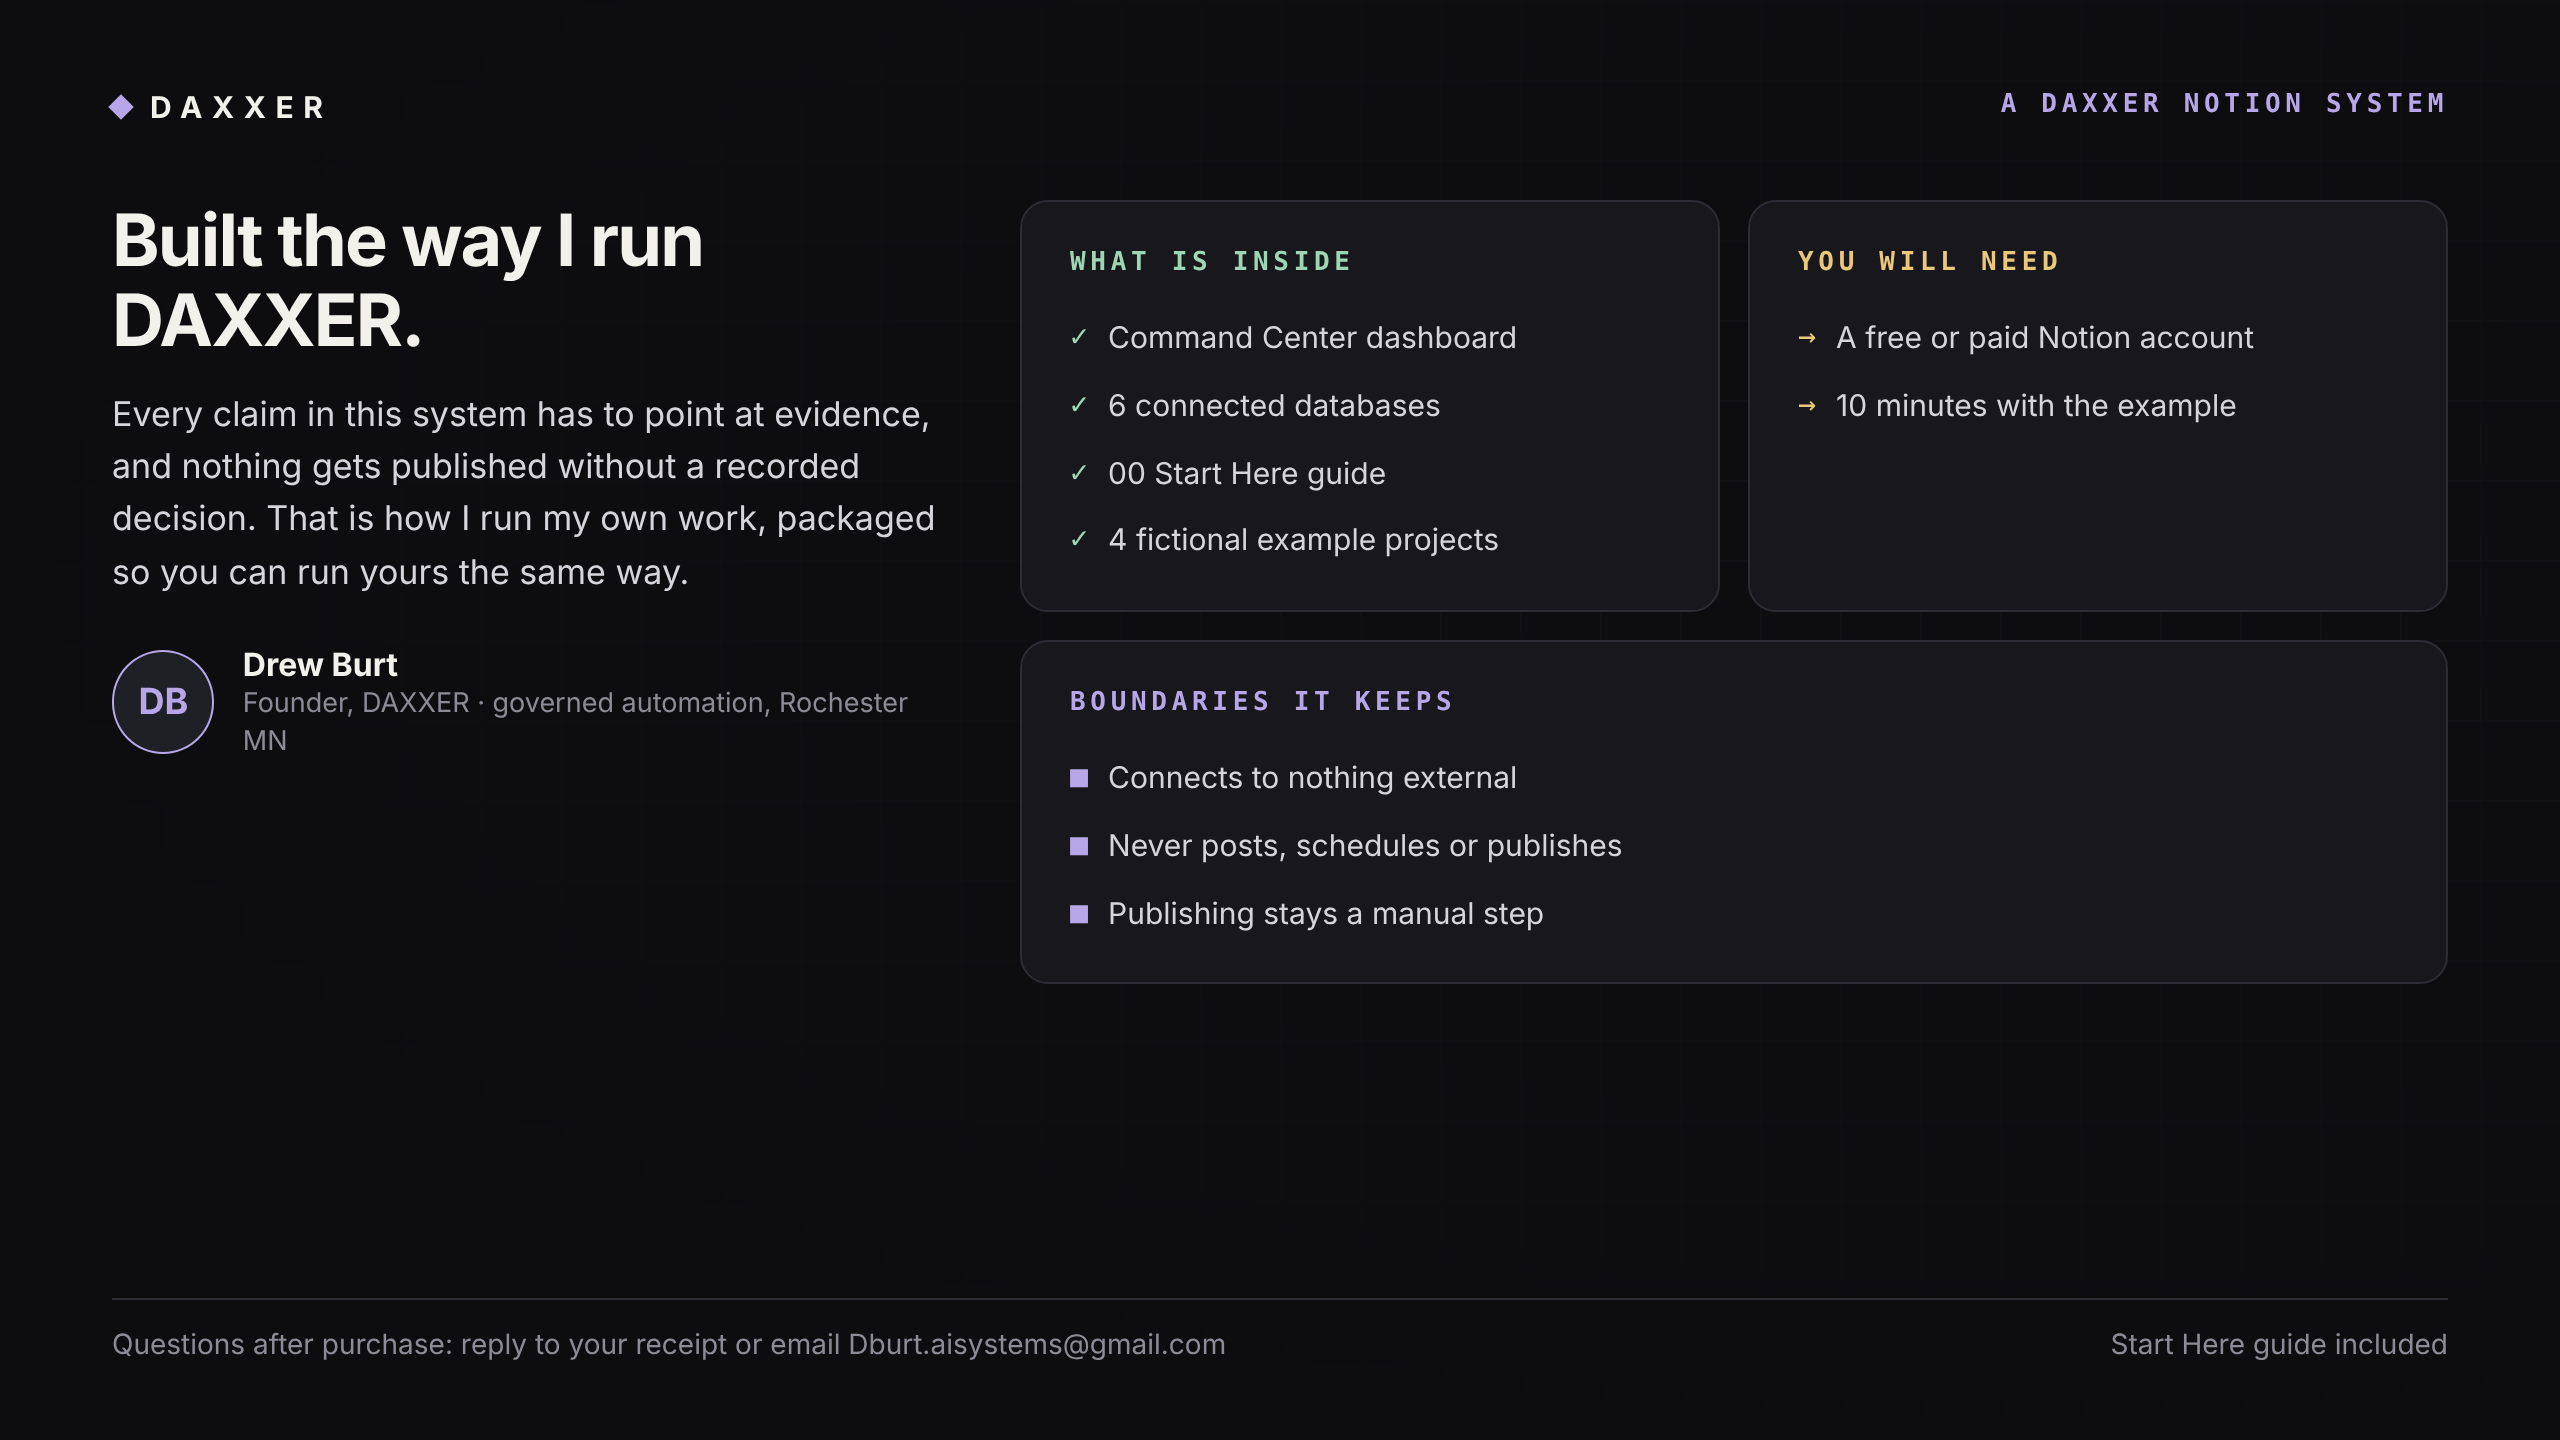 DAXXER
A DAXXER NOTION SYSTEM
Built the way I run
DAXXER.
Every claim in this system has to point at evidence,
and nothing gets published without a recorded
decision. That is how I run my own work, packaged
so you can run yours the same way.
DB
Drew Burt
Founder, DAXXER · governed automation, Rochester
MN
WHAT IS INSIDE
✓ Command Center dashboard
✓ 6 connected databases
✓ 00 Start Here guide
✓ 4 fictional example projects
YOU WILL NEED
→ A free or paid Notion account
→ 10 minutes with the example
BOUNDARIES IT KEEPS
■ Connects to nothing external
■ Never posts, schedules or publishes
■ Publishing stays a manual step
Questions after purchase: reply to your receipt or email Dburt.aisystems@gmail.com
Start Here guide included